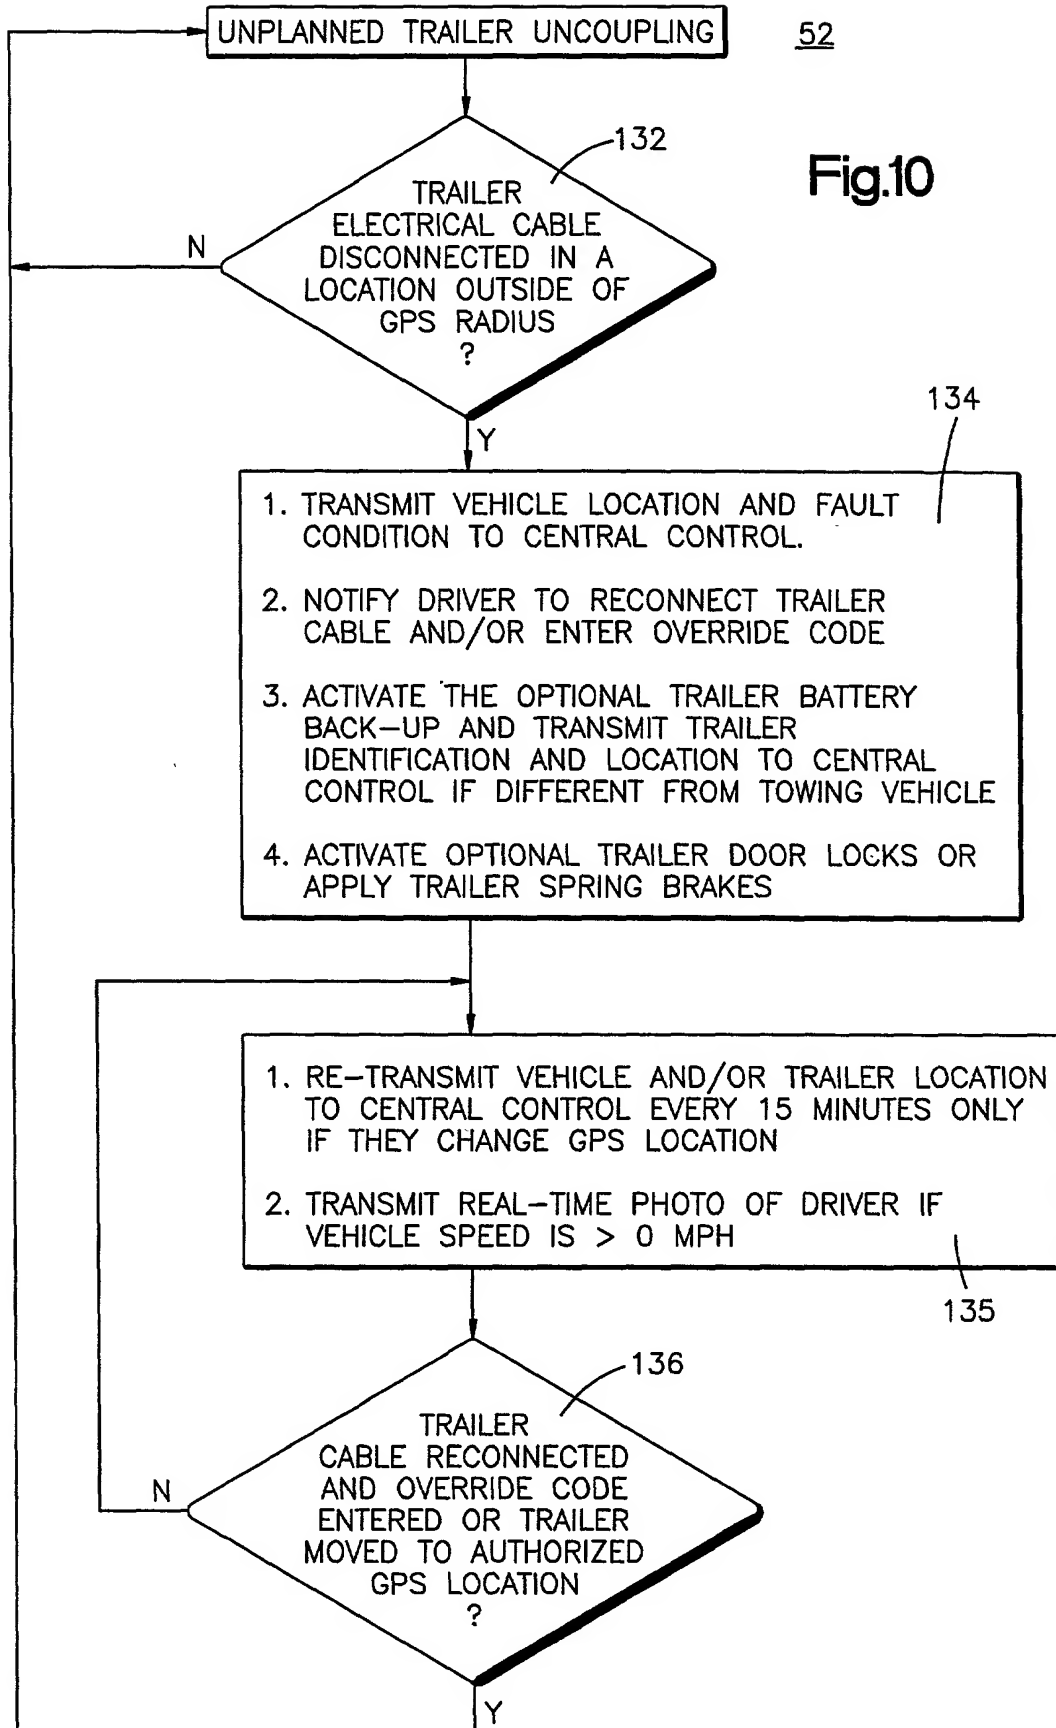 UNPLANNED TRAILER UNCOUPLING
52
Fig.10
132
TRAILER
ELECTRICAL CABLE
DISCONNECTED IN A
LOCATION OUTSIDE OF
GPS RADIUS
?
N
Y
134
1. TRANSMIT VEHICLE LOCATION AND FAULT
CONDITION TO CENTRAL CONTROL.
2. NOTIFY DRIVER TO RECONNECT TRAILER
CABLE AND/OR ENTER OVERRIDE CODE
3. ACTIVATE THE OPTIONAL TRAILER BATTERY
BACK-UP AND TRANSMIT TRAILER
IDENTIFICATION AND LOCATION TO CENTRAL
CONTROL IF DIFFERENT FROM TOWING VEHICLE
4. ACTIVATE OPTIONAL TRAILER DOOR LOCKS OR
APPLY TRAILER SPRING BRAKES
1. RE-TRANSMIT VEHICLE AND/OR TRAILER LOCATION
TO CENTRAL CONTROL EVERY 15 MINUTES ONLY
IF THEY CHANGE GPS LOCATION
2. TRANSMIT REAL-TIME PHOTO OF DRIVER IF
VEHICLE SPEED IS > 0 MPH
135
136
TRAILER
CABLE RECONNECTED
AND OVERRIDE CODE
ENTERED OR TRAILER
MOVED TO AUTHORIZED
GPS LOCATION
?
N
Y